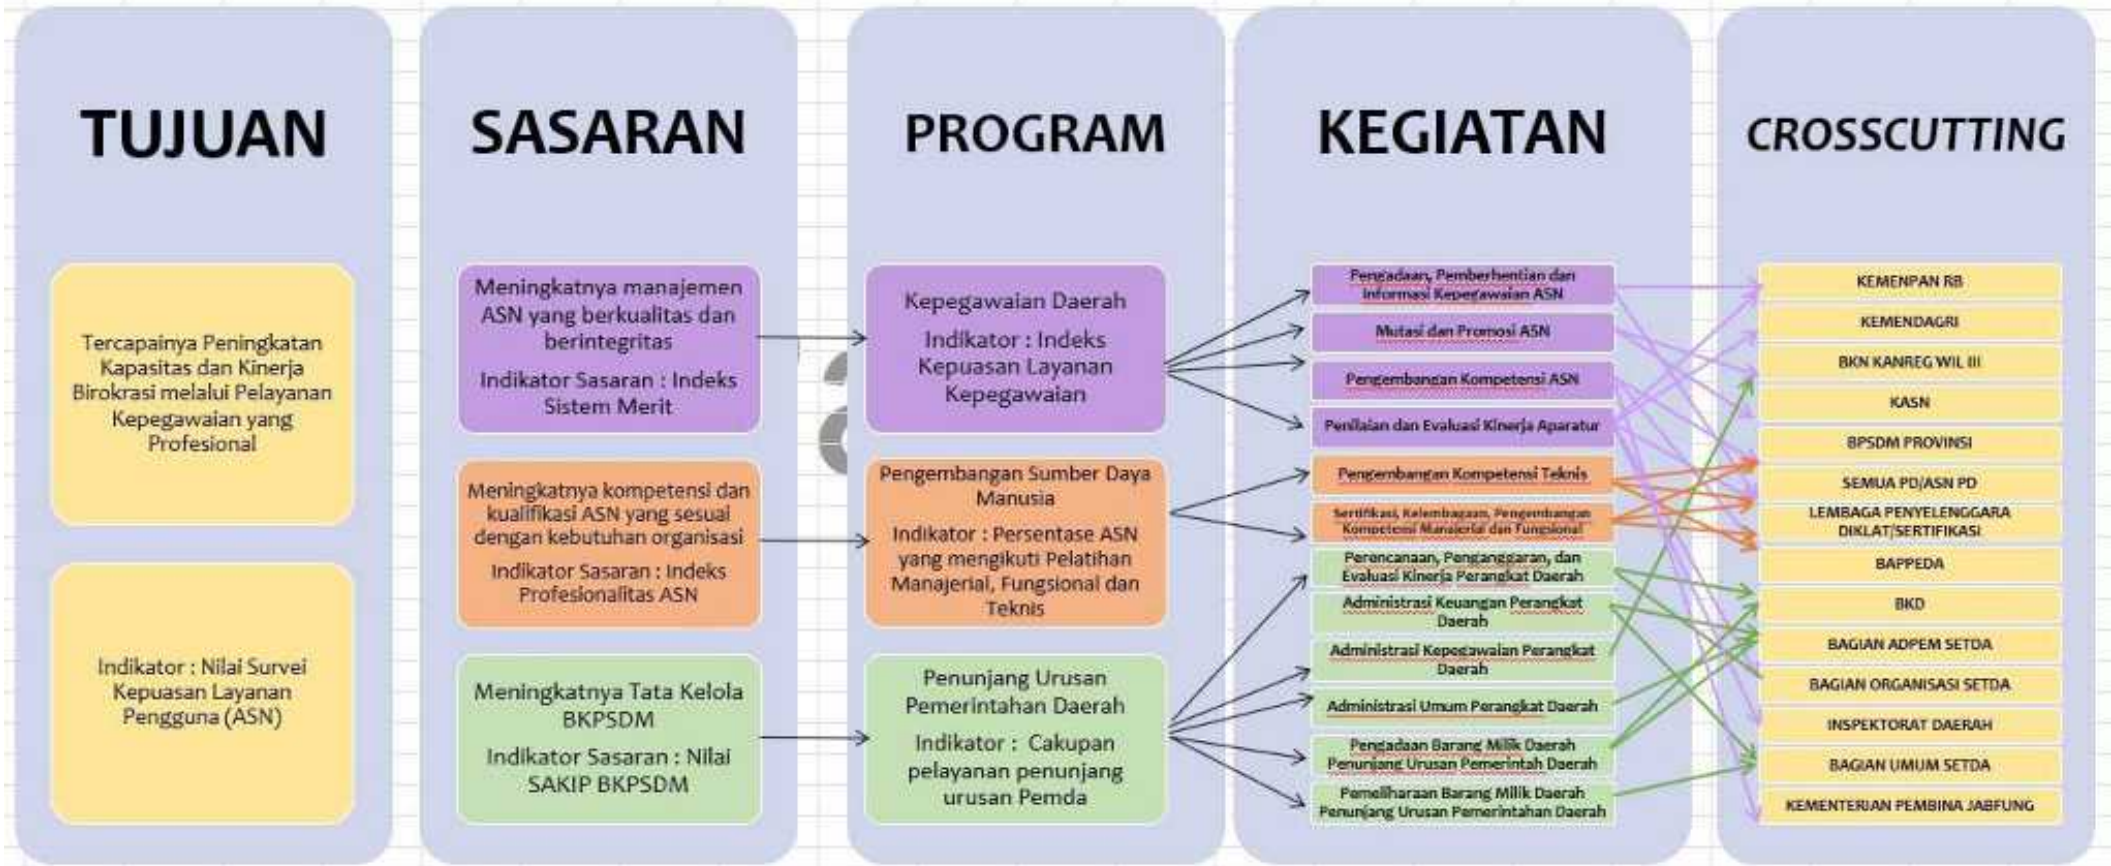 TUJUAN
Tercapainya Peningkatan
Kapasitas dan Kinerja
Birokrasi melalui Pelayanan
Kepegawaian yang
Profesional
Indikator : Nilai Survei
Kepuasan Layanan
Pengguna (ASN)
SASARAN
Meningkatnya manajemen
ASN yang berkualitas dan
berintegritas
Indikator Sasaran : Indeks
Sistem Merit
Meningkatnya kompetensi dan
kualifikasi ASN yang sesuai
dengan kebutuhan organisasi
Indikator Sasaran : Indeks
Profesionalitas ASN
Meningkatnya Tata Kelola
BKPSDM
Indikator Sasaran : Nilai
SAKIP BKPSDM
PROGRAM
Kepegawaian Daerah
Indikator : Indeks
Kepuasan Layanan
Kepegawaian
Pengembangan Sumber Daya
Manusia
Indikator : Persentase ASN
yang mengikuti Pelatihan
Manajerial, Fungsional dan
Teknis
Penunjang Urusan
Pemerintahan Daerah
Indikator : Cakupan
pelayanan penunjang
urusan Pemda
KEGIATAN
Pengadaan, Pemberhentian dan
Informasi Kepegawaian ASN
Mutasi dan Promosi ASN
Pengembangan Kompetensi ASN
Penilaian dan Evaluasi Kinerja Aparatur
Pengembangan Kompetensi Teknis
Sertifikasi, Kelembagaan, Pengembangan
Kompetensi Manajerial dan Fungsional
Perencanaan, Penganggaran, dan
Evaluasi Kinerja Perangkat Daerah
Administrasi Keuangan Perangkat
Daerah
Administrasi Kepegawaian Perangkat
Daerah
Administrasi Umum Perangkat Daerah
Pengadaan Barang Milik Daerah
Penunjang Urusan Pemerintah Daerah
Pemeliharaan Barang Milik Daerah
Penunjang Urusan Pemerintahan Daerah
CROSSCUTTING
KEMENPAN RB
KEMENDAGRI
BKN KANREG WIL III
KASN
BPSDM PROVINSI
SEMUA PD/ASN PD
LEMBAGA PENYELENGGARA
DIKLAT/SERTIFIKASI
BAPPEDA
BKD
BAGIAN ADPEM SETDA
BAGIAN ORGANISASI SETDA
INSPEKTORAT DAERAH
BAGIAN UMUM SETDA
KEMENTERIAN PEMBINA JABFUNG